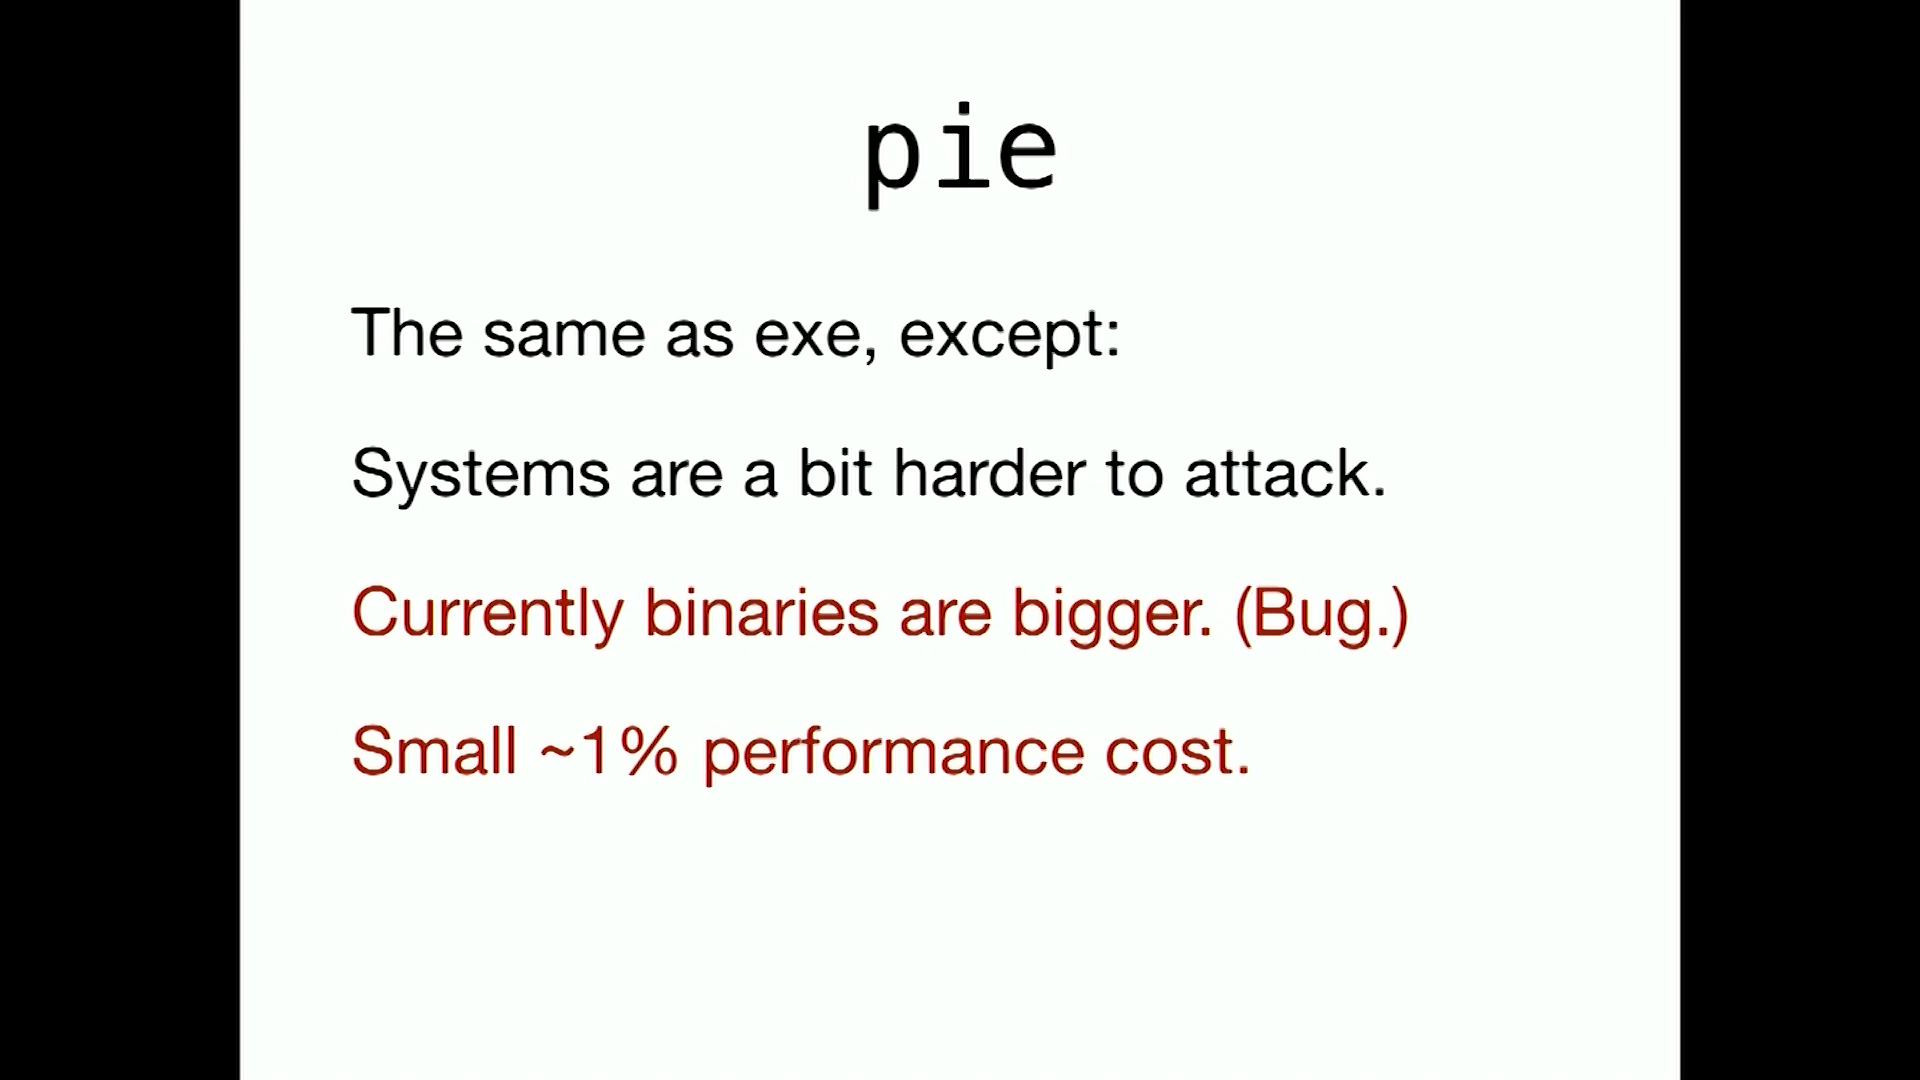 pie
The same as exe, except:
Systems are a bit harder to attack.
Currently binaries are bigger. (Bug.)
Small ~1% performance cost.